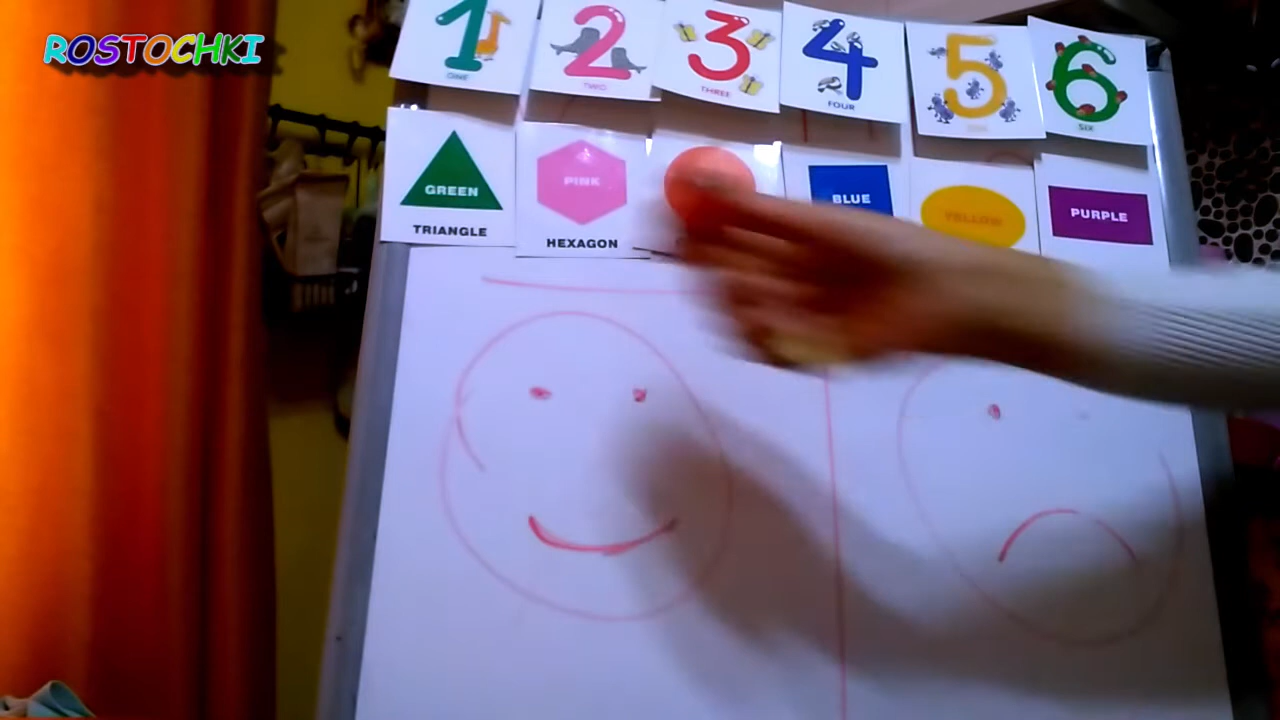 ROSTOCHKI
1 2 3 4 5 6
ONE TWO THREE FOUR SIX
GREEN PINK BLUE YELLOW PURPLE
TRIANGLE HEXAGON